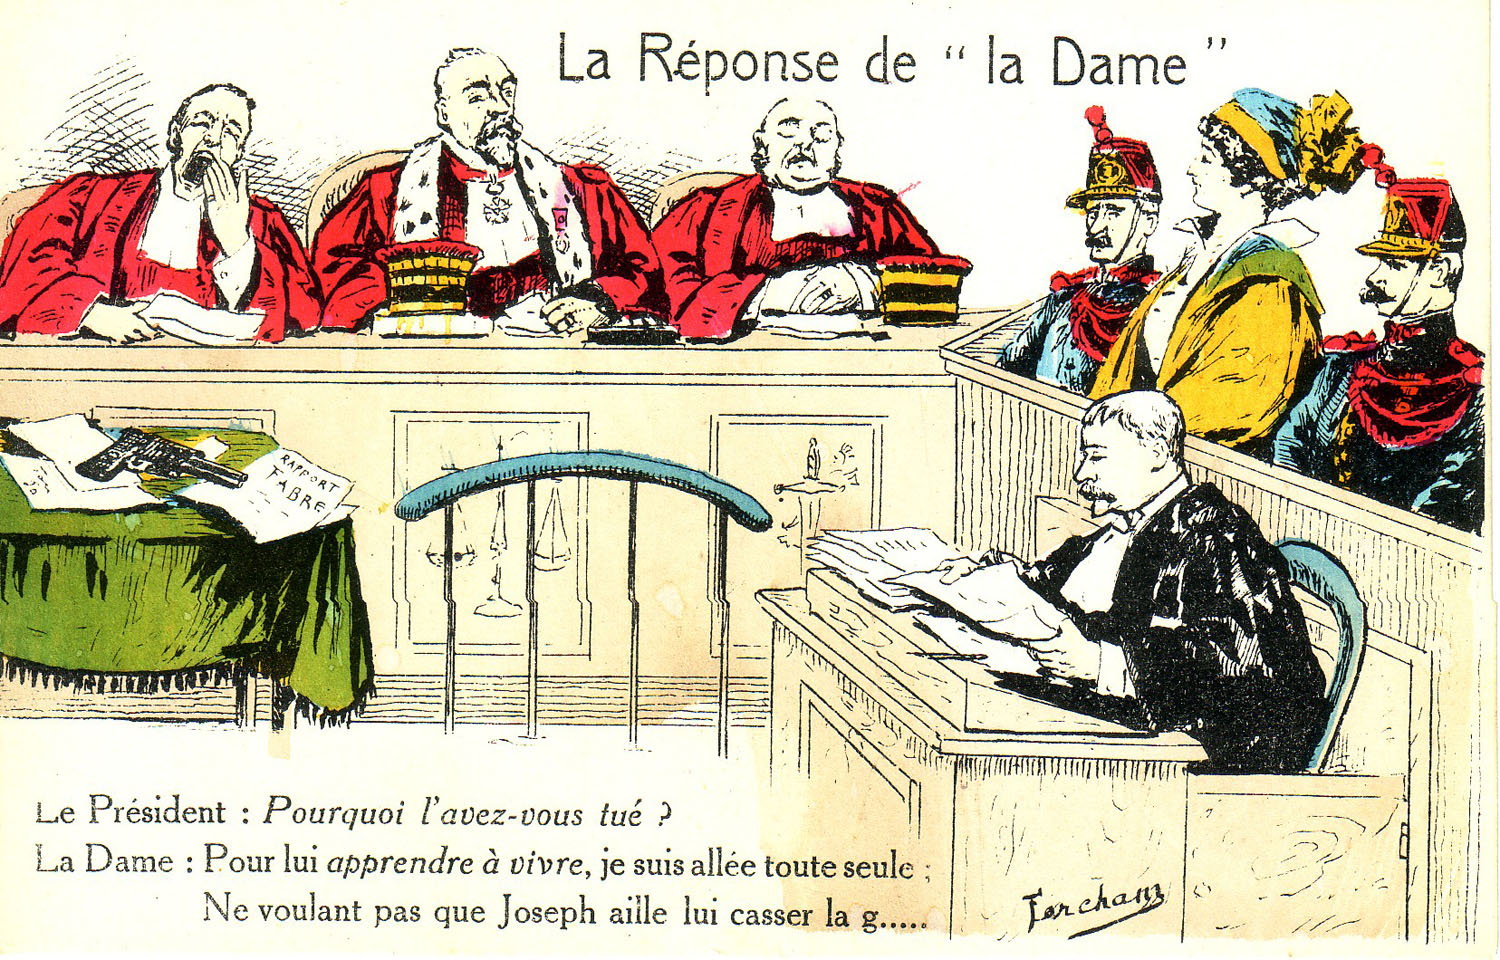 La Réponse de “ la Dame ”
RAPPORT
FABRE
Le Président : Pourquoi l'avez-vous tué ?
La Dame : Pour lui apprendre à vivre, je suis allée toute seule ;
Ne voulant pas que Joseph aille lui casser la g.....